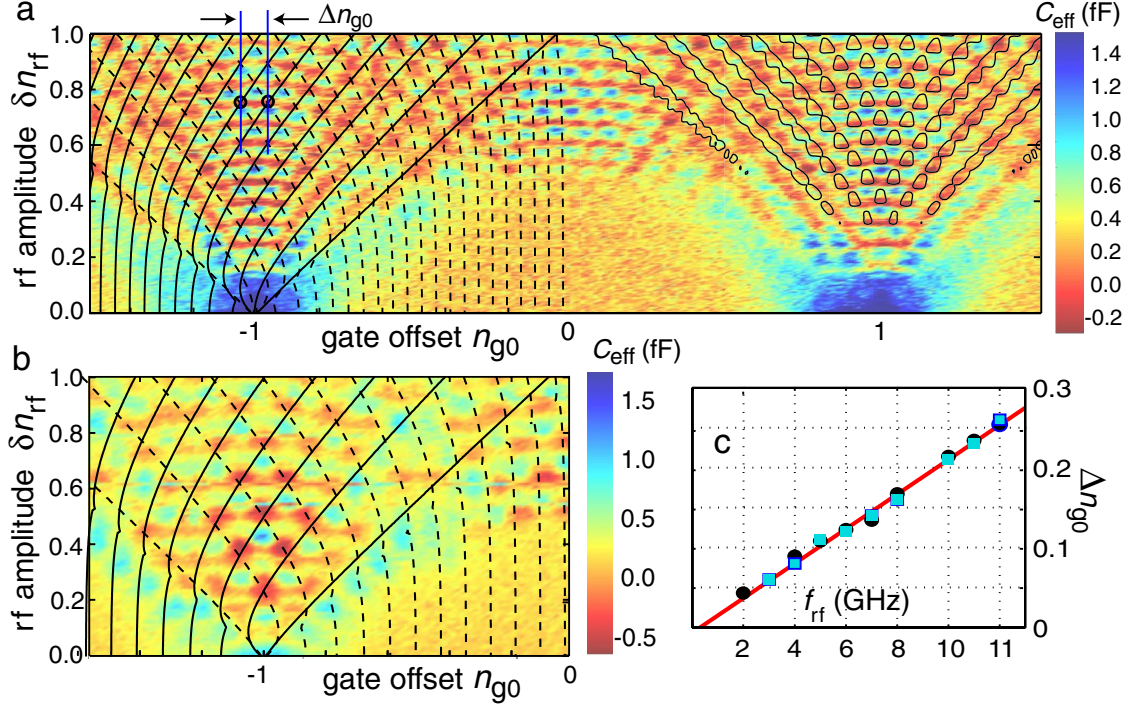 a
Δn_g0
C_eff (fF)
rf amplitude δn_rf
1.0
0.8
0.6
0.4
0.2
0.0
-1
0
1
gate offset n_g0
1.4
1.2
1.0
0.8
0.6
0.4
0.2
0.0
-0.2
b
C_eff (fF)
rf amplitude δn_rf
1.0
0.8
0.6
0.4
0.2
0.0
-1
0
gate offset n_g0
1.5
1.0
0.5
0.0
-0.5
c
0.3
0.2
0.1
0
Δn_g0
f_rf (GHz)
2 4 6 8 10 11